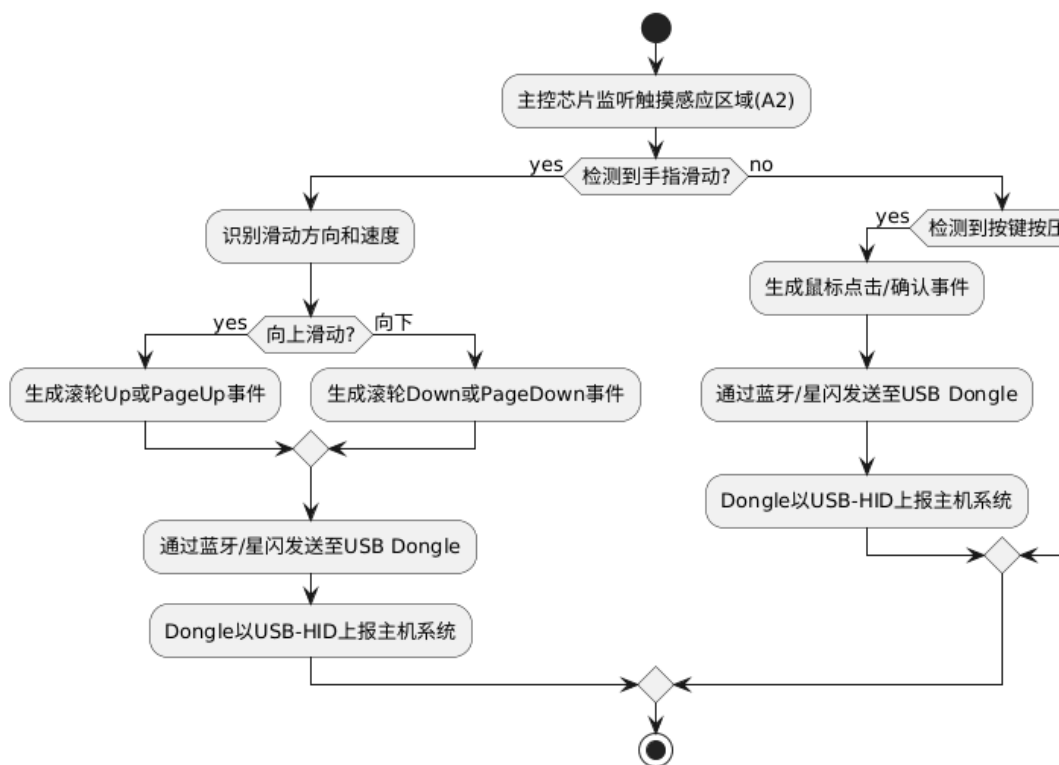 主控芯片监听触摸感应区域(A2)
yes
检测到手指滑动?
no
识别滑动方向和速度
yes
检测到按键按压
生成鼠标点击/确认事件
yes
向上滑动?
向下
生成滚轮Up或PageUp事件
生成滚轮Down或PageDown事件
通过蓝牙/星闪发送至USB Dongle
Dongle以USB-HID上报主机系统
通过蓝牙/星闪发送至USB Dongle
Dongle以USB-HID上报主机系统